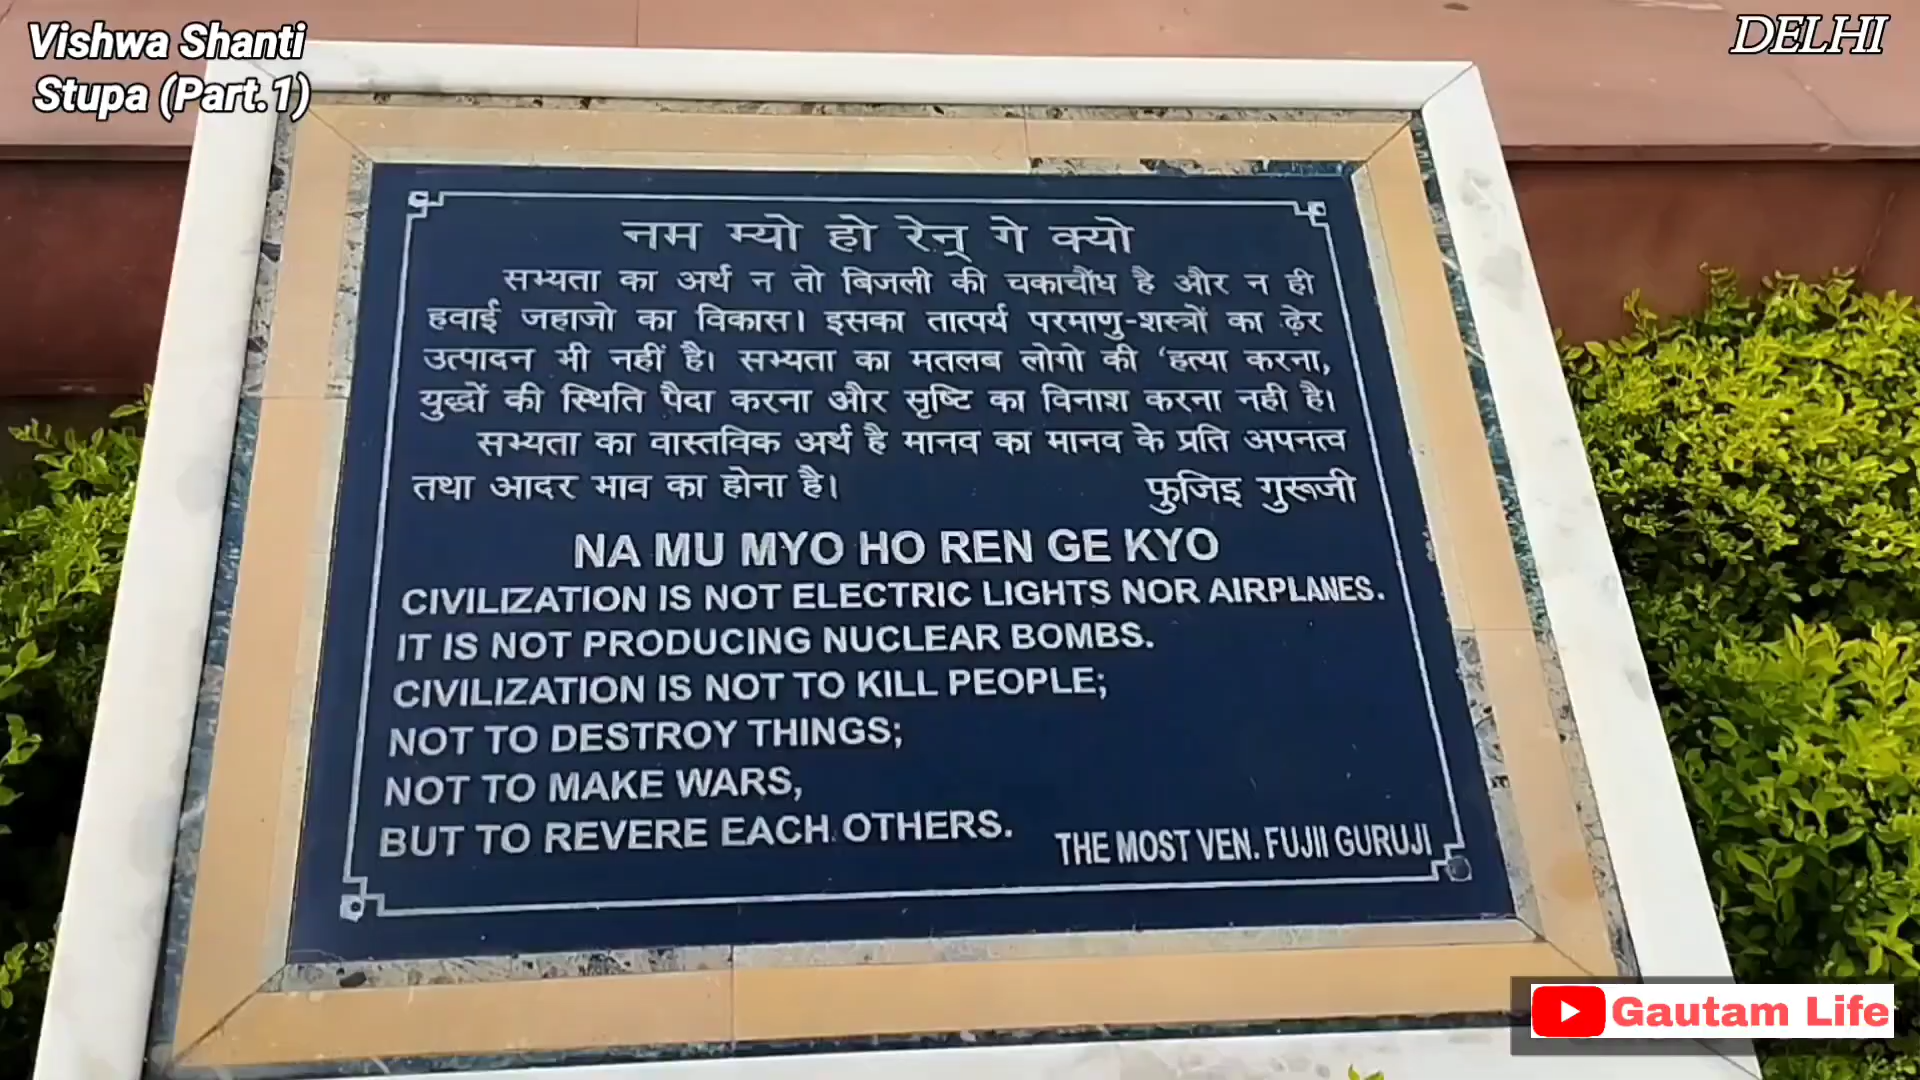 Vishwa Shanti
Stupa (Part.1)
DELHI
नम म्यो हो रेन् गे क्यो
सभ्यता का अर्थ न तो बिजली की चकाचौंध है और न ही
हवाई जहाजो का विकास। इसका तात्पर्य परमाणु-शस्त्रों का ढ़ेर
उत्पादन भी नहीं है। सभ्यता का मतलब लोगो की ‘हत्या करना,
युद्धों की स्थिति पैदा करना और सृष्टि का विनाश करना नही है।
सभ्यता का वास्तविक अर्थ है मानव का मानव के प्रति अपनत्व
तथा आदर भाव का होना है।
फुजिइ गुरूजी
NA MU MYO HO REN GE KYO
CIVILIZATION IS NOT ELECTRIC LIGHTS NOR AIRPLANES.
IT IS NOT PRODUCING NUCLEAR BOMBS.
CIVILIZATION IS NOT TO KILL PEOPLE;
NOT TO DESTROY THINGS;
NOT TO MAKE WARS,
BUT TO REVERE EACH OTHERS.
THE MOST VEN. FUJII GURUJI
Gautam Life